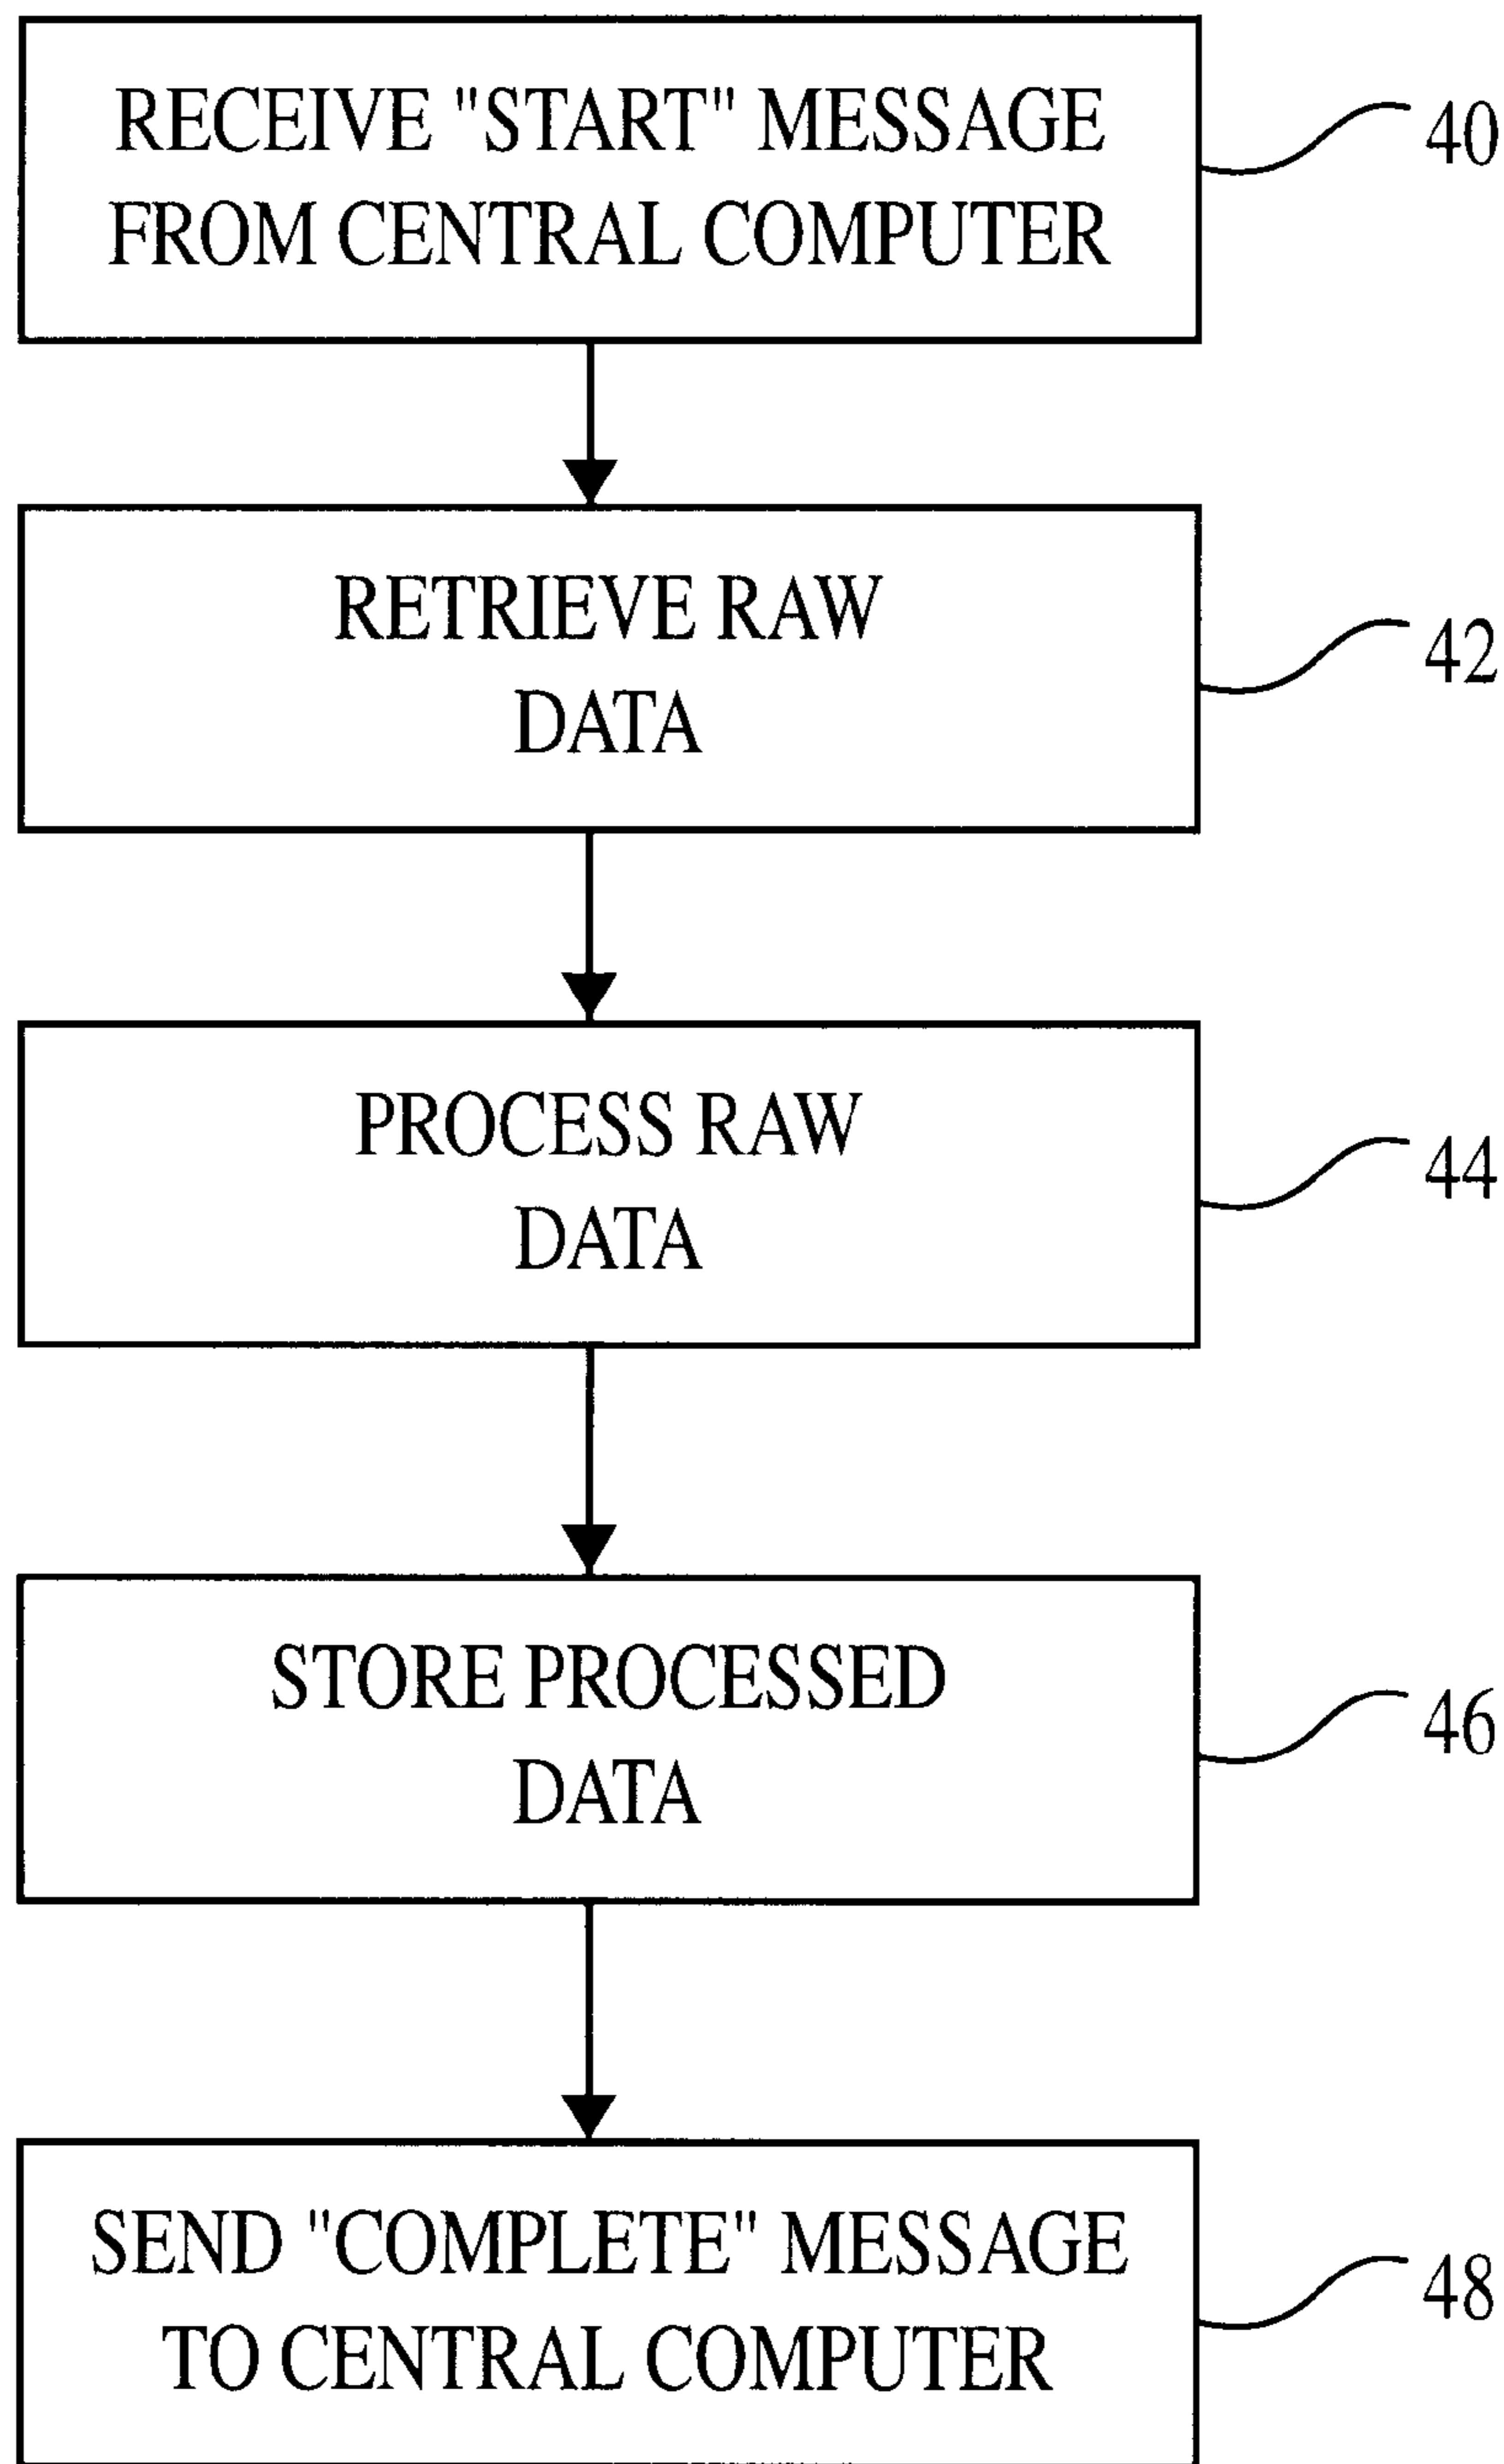 RECEIVE "START" MESSAGE
FROM CENTRAL COMPUTER
40
RETRIEVE RAW
DATA
42
PROCESS RAW
DATA
44
STORE PROCESSED
DATA
46
SEND "COMPLETE" MESSAGE
TO CENTRAL COMPUTER
48